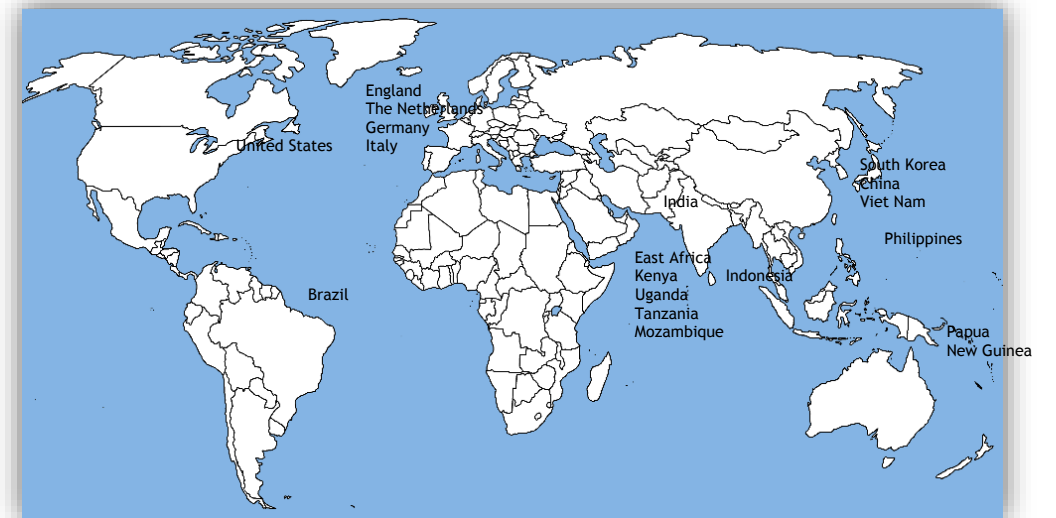 England
The Netherlands
Germany
Italy
United States
South Korea
China
Viet Nam
India
Philippines
East Africa
Kenya
Uganda
Tanzania
Mozambique
Indonesia
Brazil
Papua
New Guinea